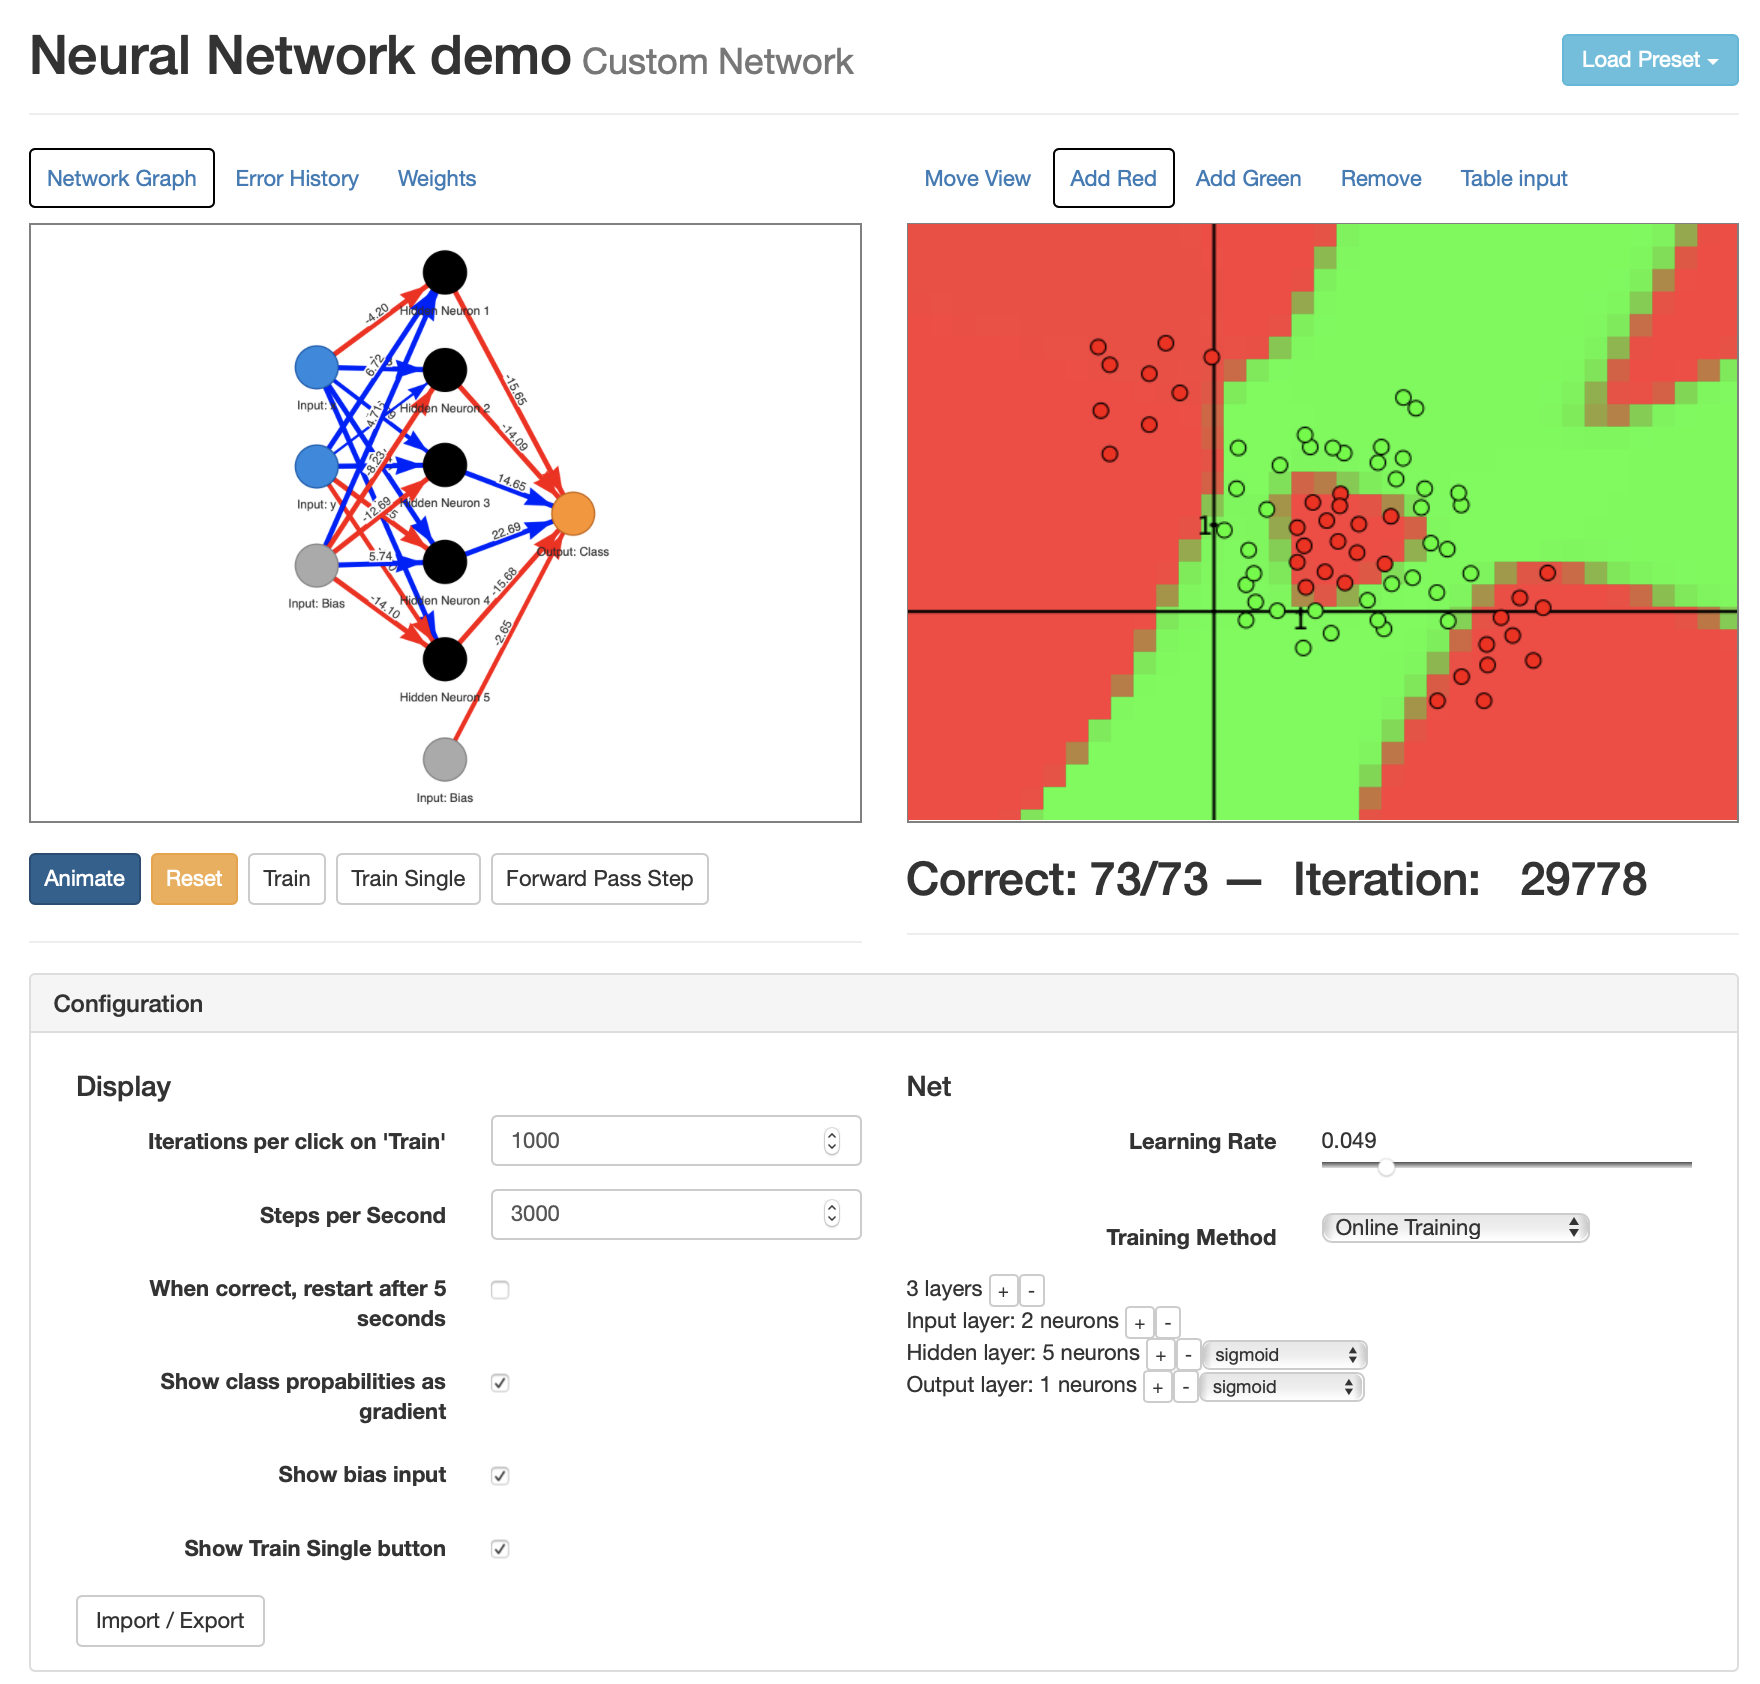 Neural Network demo Custom Network
Load Preset
Network Graph Error History Weights
Move View Add Red Add Green Remove Table input
-4.20
Hidden Neuron 1
6.72
Input:
Hidden Neuron 2
-15.65
-4.71
-14.09
-8.23
Input: y
Hidden Neuron 3
14.65
-12.69
22.69
Output: Class
5.74
Input: Bias
Hidden Neuron 4
-14.10
-15.68
-2.65
Hidden Neuron 5
Input: Bias
1
1
Animate Reset Train Train Single Forward Pass Step
Correct: 73/73 — Iteration: 29778
Configuration
Display
Iterations per click on 'Train' 1000
Steps per Second 3000
When correct, restart after 5
seconds
Show class propabilities as
gradient
Show bias input
Show Train Single button
Import / Export
Net
Learning Rate 0.049
Training Method Online Training
3 layers + -
Input layer: 2 neurons + -
Hidden layer: 5 neurons + - sigmoid
Output layer: 1 neurons + - sigmoid